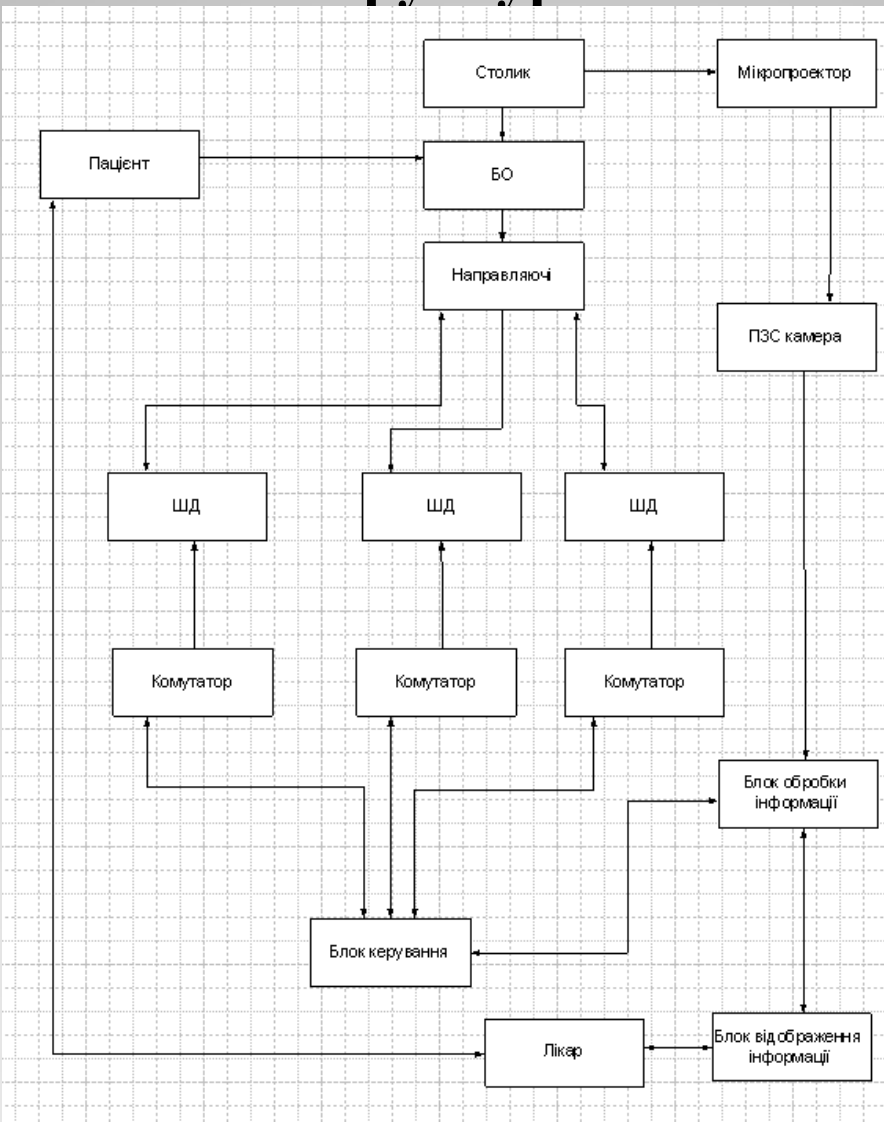 Столик
Мікропроектор
Пацієнт
БО
Направляючі
ПЗС камера
ШД
ШД
ШД
Комутатор
Комутатор
Комутатор
Блок обробки
інформації
Блок керування
Лікар
Блок відображення
інформації